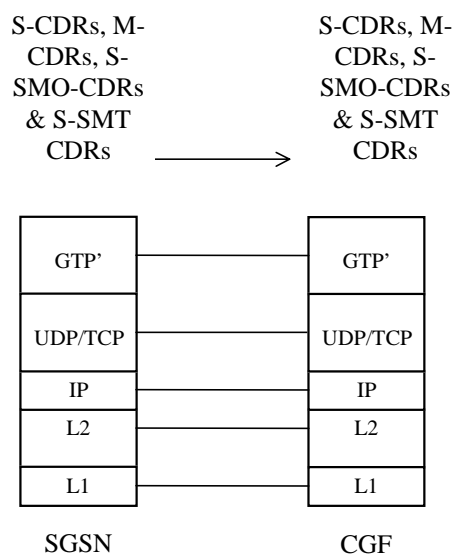 S-CDRs, M-
CDRs, S-
SMO-CDRs
& S-SMT
CDRs
S-CDRs, M-
CDRs, S-
SMO-CDRs
& S-SMT
CDRs
GTP’
GTP’
UDP/TCP
UDP/TCP
IP
IP
L2
L2
L1
L1
SGSN
CGF